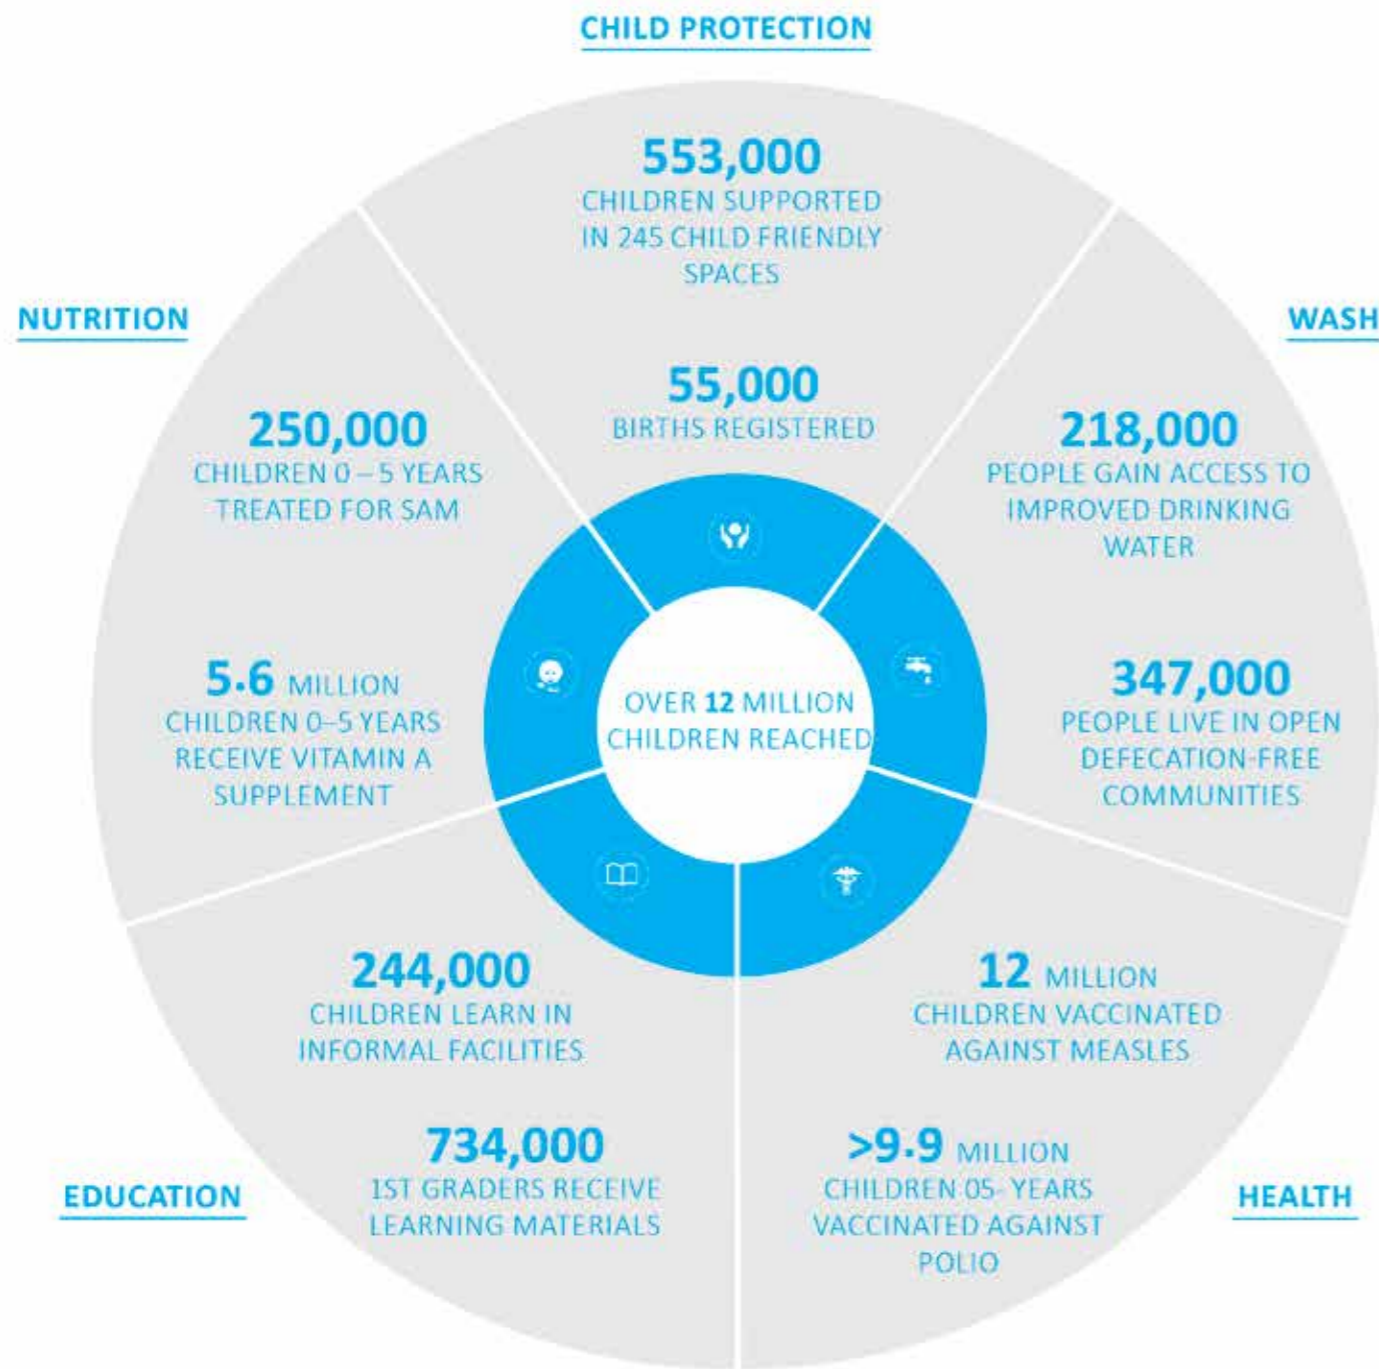 CHILD PROTECTION
553,000
CHILDREN SUPPORTED
IN 245 CHILD FRIENDLY
SPACES
55,000
BIRTHS REGISTERED
NUTRITION
250,000
CHILDREN 0 – 5 YEARS
TREATED FOR SAM
5.6 MILLION
CHILDREN 0–5 YEARS
RECEIVE VITAMIN A
SUPPLEMENT
WASH
218,000
PEOPLE GAIN ACCESS TO
IMPROVED DRINKING
WATER
347,000
PEOPLE LIVE IN OPEN
DEFECATION-FREE
COMMUNITIES
OVER 12 MILLION
CHILDREN REACHED
EDUCATION
244,000
CHILDREN LEARN IN
INFORMAL FACILITIES
734,000
1ST GRADERS RECEIVE
LEARNING MATERIALS
HEALTH
12 MILLION
CHILDREN VACCINATED
AGAINST MEASLES
>9.9 MILLION
CHILDREN 05- YEARS
VACCINATED AGAINST
POLIO